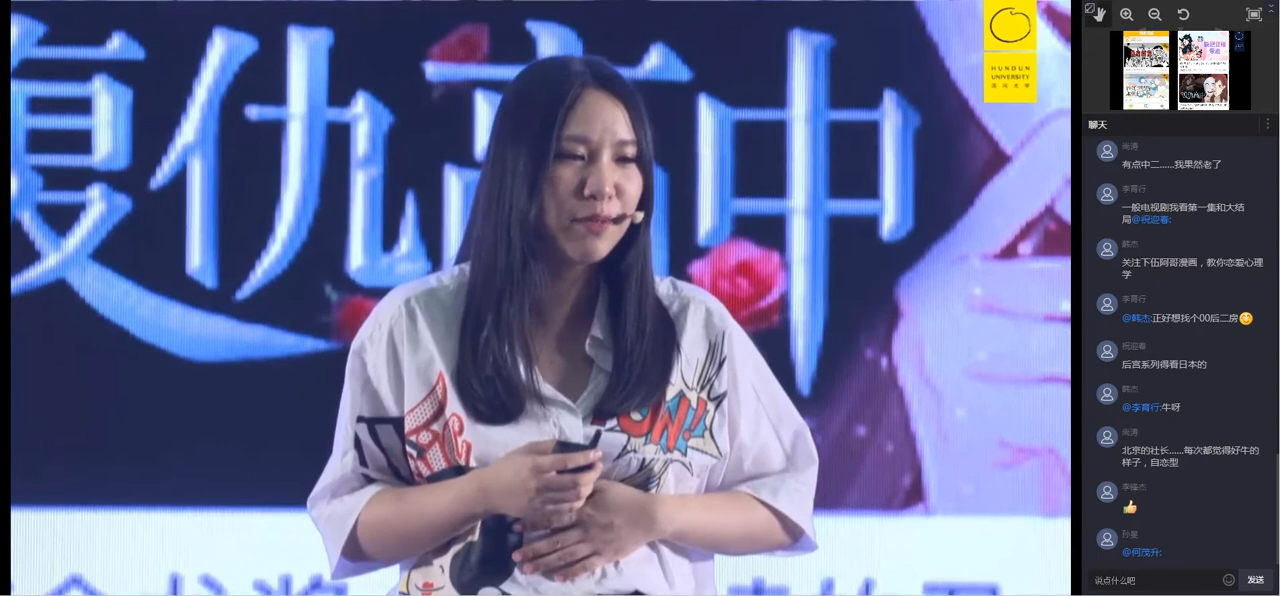 复仇高中
HUNDUN
UNIVERSITY
混沌大学
POW!
聊天
尚涛
有点中二......我果然老了
李育行
一般电视剧我看第一集和大结
局@祝迎春:
韩杰
关注下伍阿哥漫画，教你恋爱心理
学
李育行
@韩杰:正好想找个00后二房
祝迎春
后宫系列得看日本的
韩杰
@李育行:牛呀
尚涛
北京的社长......每次都觉得好牛的
样子，自恋型
孙曼
@何茂升:
说点什么吧
发送